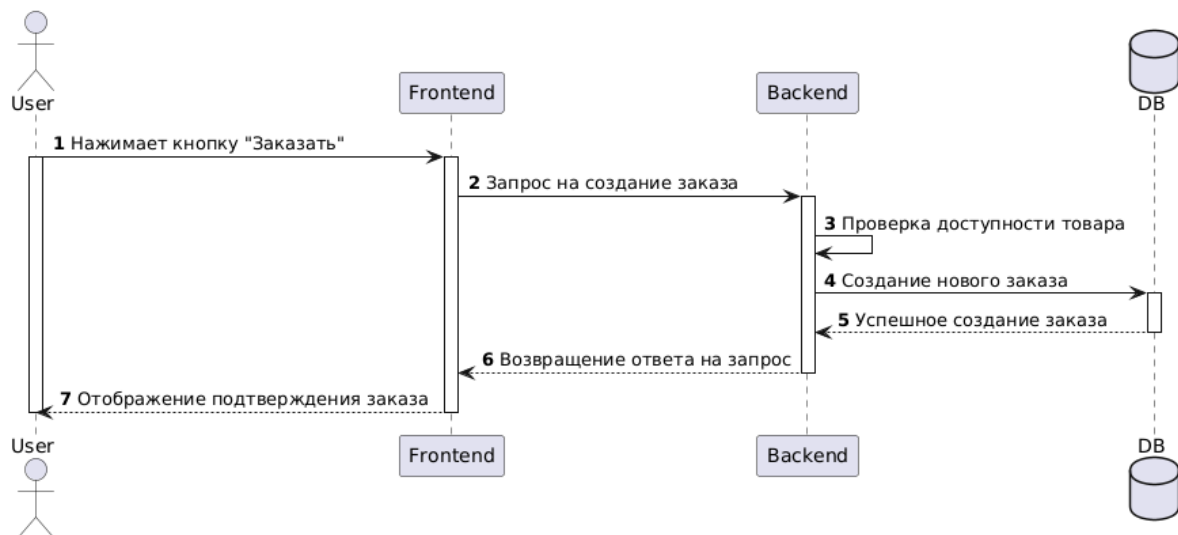 User
Frontend
Backend
DB
1 Нажимает кнопку "Заказать"
2 Запрос на создание заказа
3 Проверка доступности товара
4 Создание нового заказа
5 Успешное создание заказа
6 Возвращение ответа на запрос
7 Отображение подтверждения заказа
User
Frontend
Backend
DB